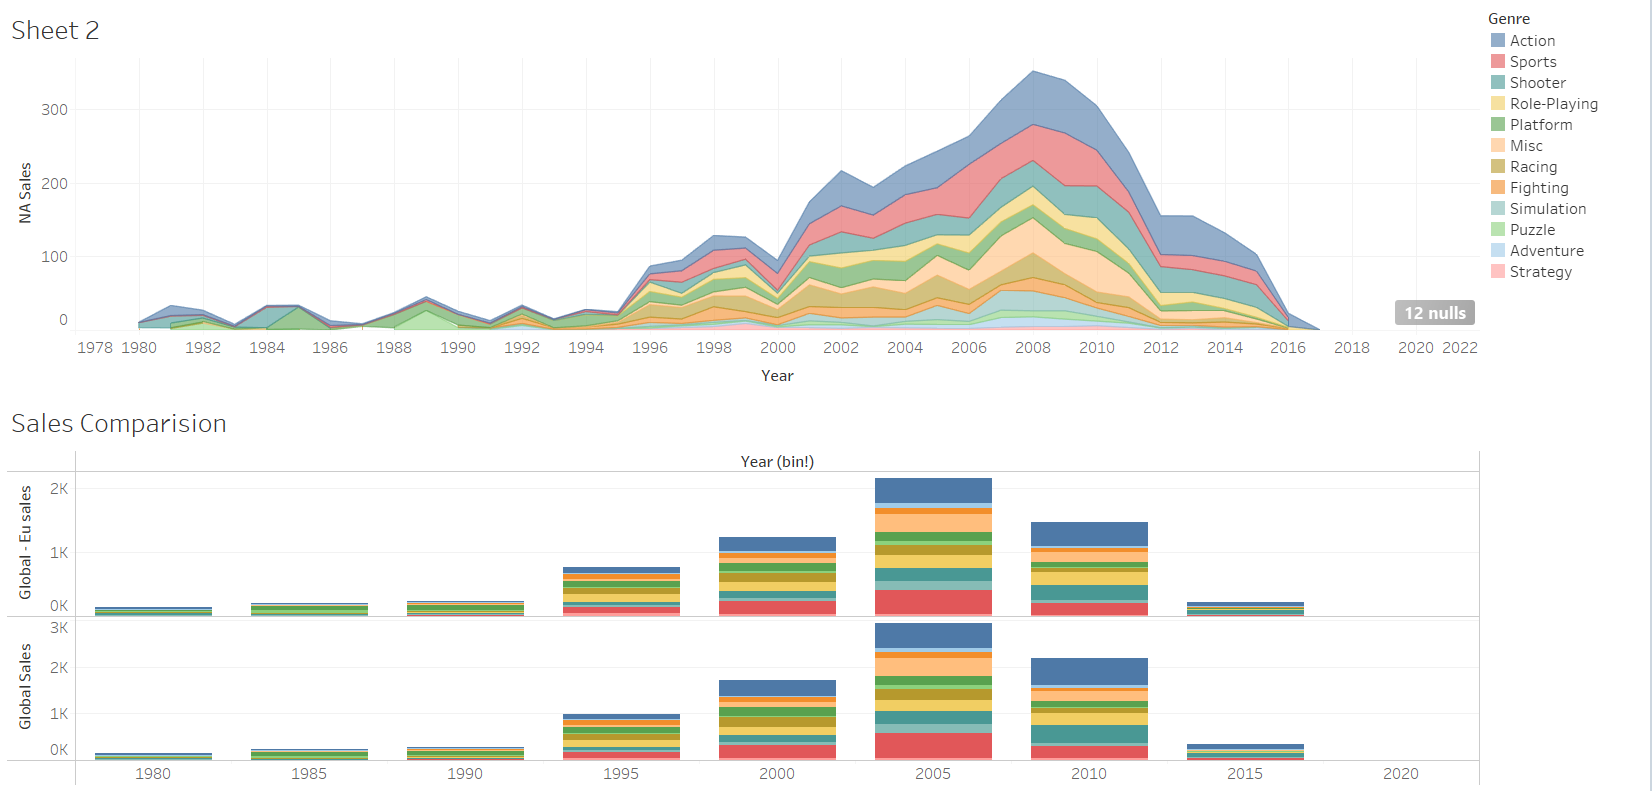 Sheet 2
Genre
Action
Sports
Shooter
Role-Playing
Platform
Misc
Racing
Fighting
Simulation
Puzzle
Adventure
Strategy
NA Sales
300
200
100
0
12 nulls
1978 1980 1982 1984 1986 1988 1990 1992 1994 1996 1998 2000 2002 2004 2006 2008 2010 2012 2014 2016 2018 2020 2022
Year
Sales Comparision
Year (bin!)
Global - Eu sales
2K
1K
0K
Global Sales
3K
2K
1K
0K
1980 1985 1990 1995 2000 2005 2010 2015 2020